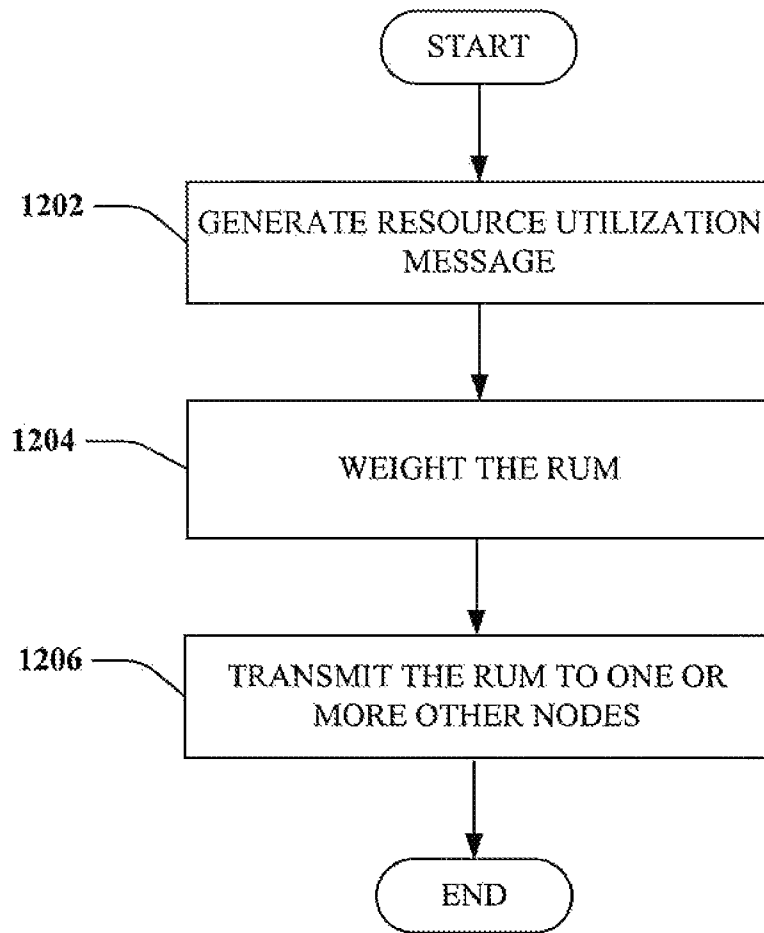 START
1202
GENERATE RESOURCE UTILIZATION
MESSAGE
1204
WEIGHT THE RUM
1206
TRANSMIT THE RUM TO ONE OR
MORE OTHER NODES
END